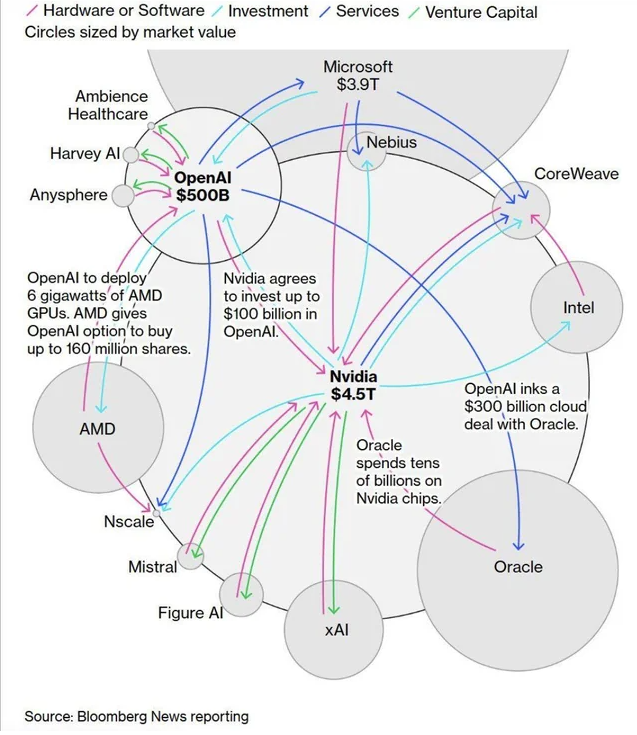 Hardware or Software / Investment / Services / Venture Capital
Circles sized by market value
Microsoft
$3.9T
Ambience
Healthcare
Harvey AI
Nebius
OpenAI
$500B
Anysphere
CoreWeave
OpenAI to deploy
6 gigawatts of AMD
GPUs. AMD gives
OpenAI option to buy
up to 160 million shares.
Nvidia agrees
to invest up to
$100 billion in
OpenAI.
Intel
Nvidia
$4.5T
OpenAI inks a
$300 billion cloud
deal with Oracle.
AMD
Oracle
spends tens
of billions on
Nvidia chips.
Nscale
Mistral
Oracle
Figure AI
xAI
Source: Bloomberg News reporting